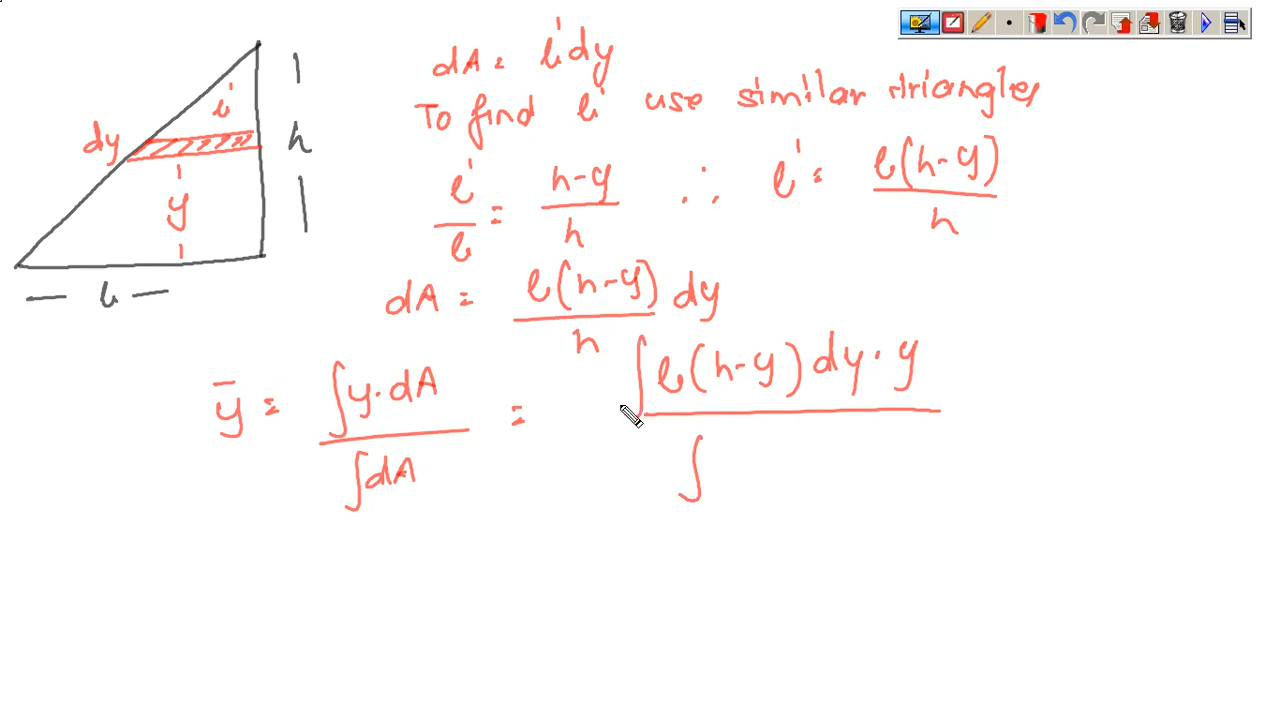 dA = b'dy
To find b' use similar triangles
b'/b = (h-y)/h ∴ b' = b(h-y)/h
dA = b(h-y)/h dy
ȳ = ∫y·dA / ∫dA = ∫b(h-y)dy·y / ∫
b'
dy
h
y
b